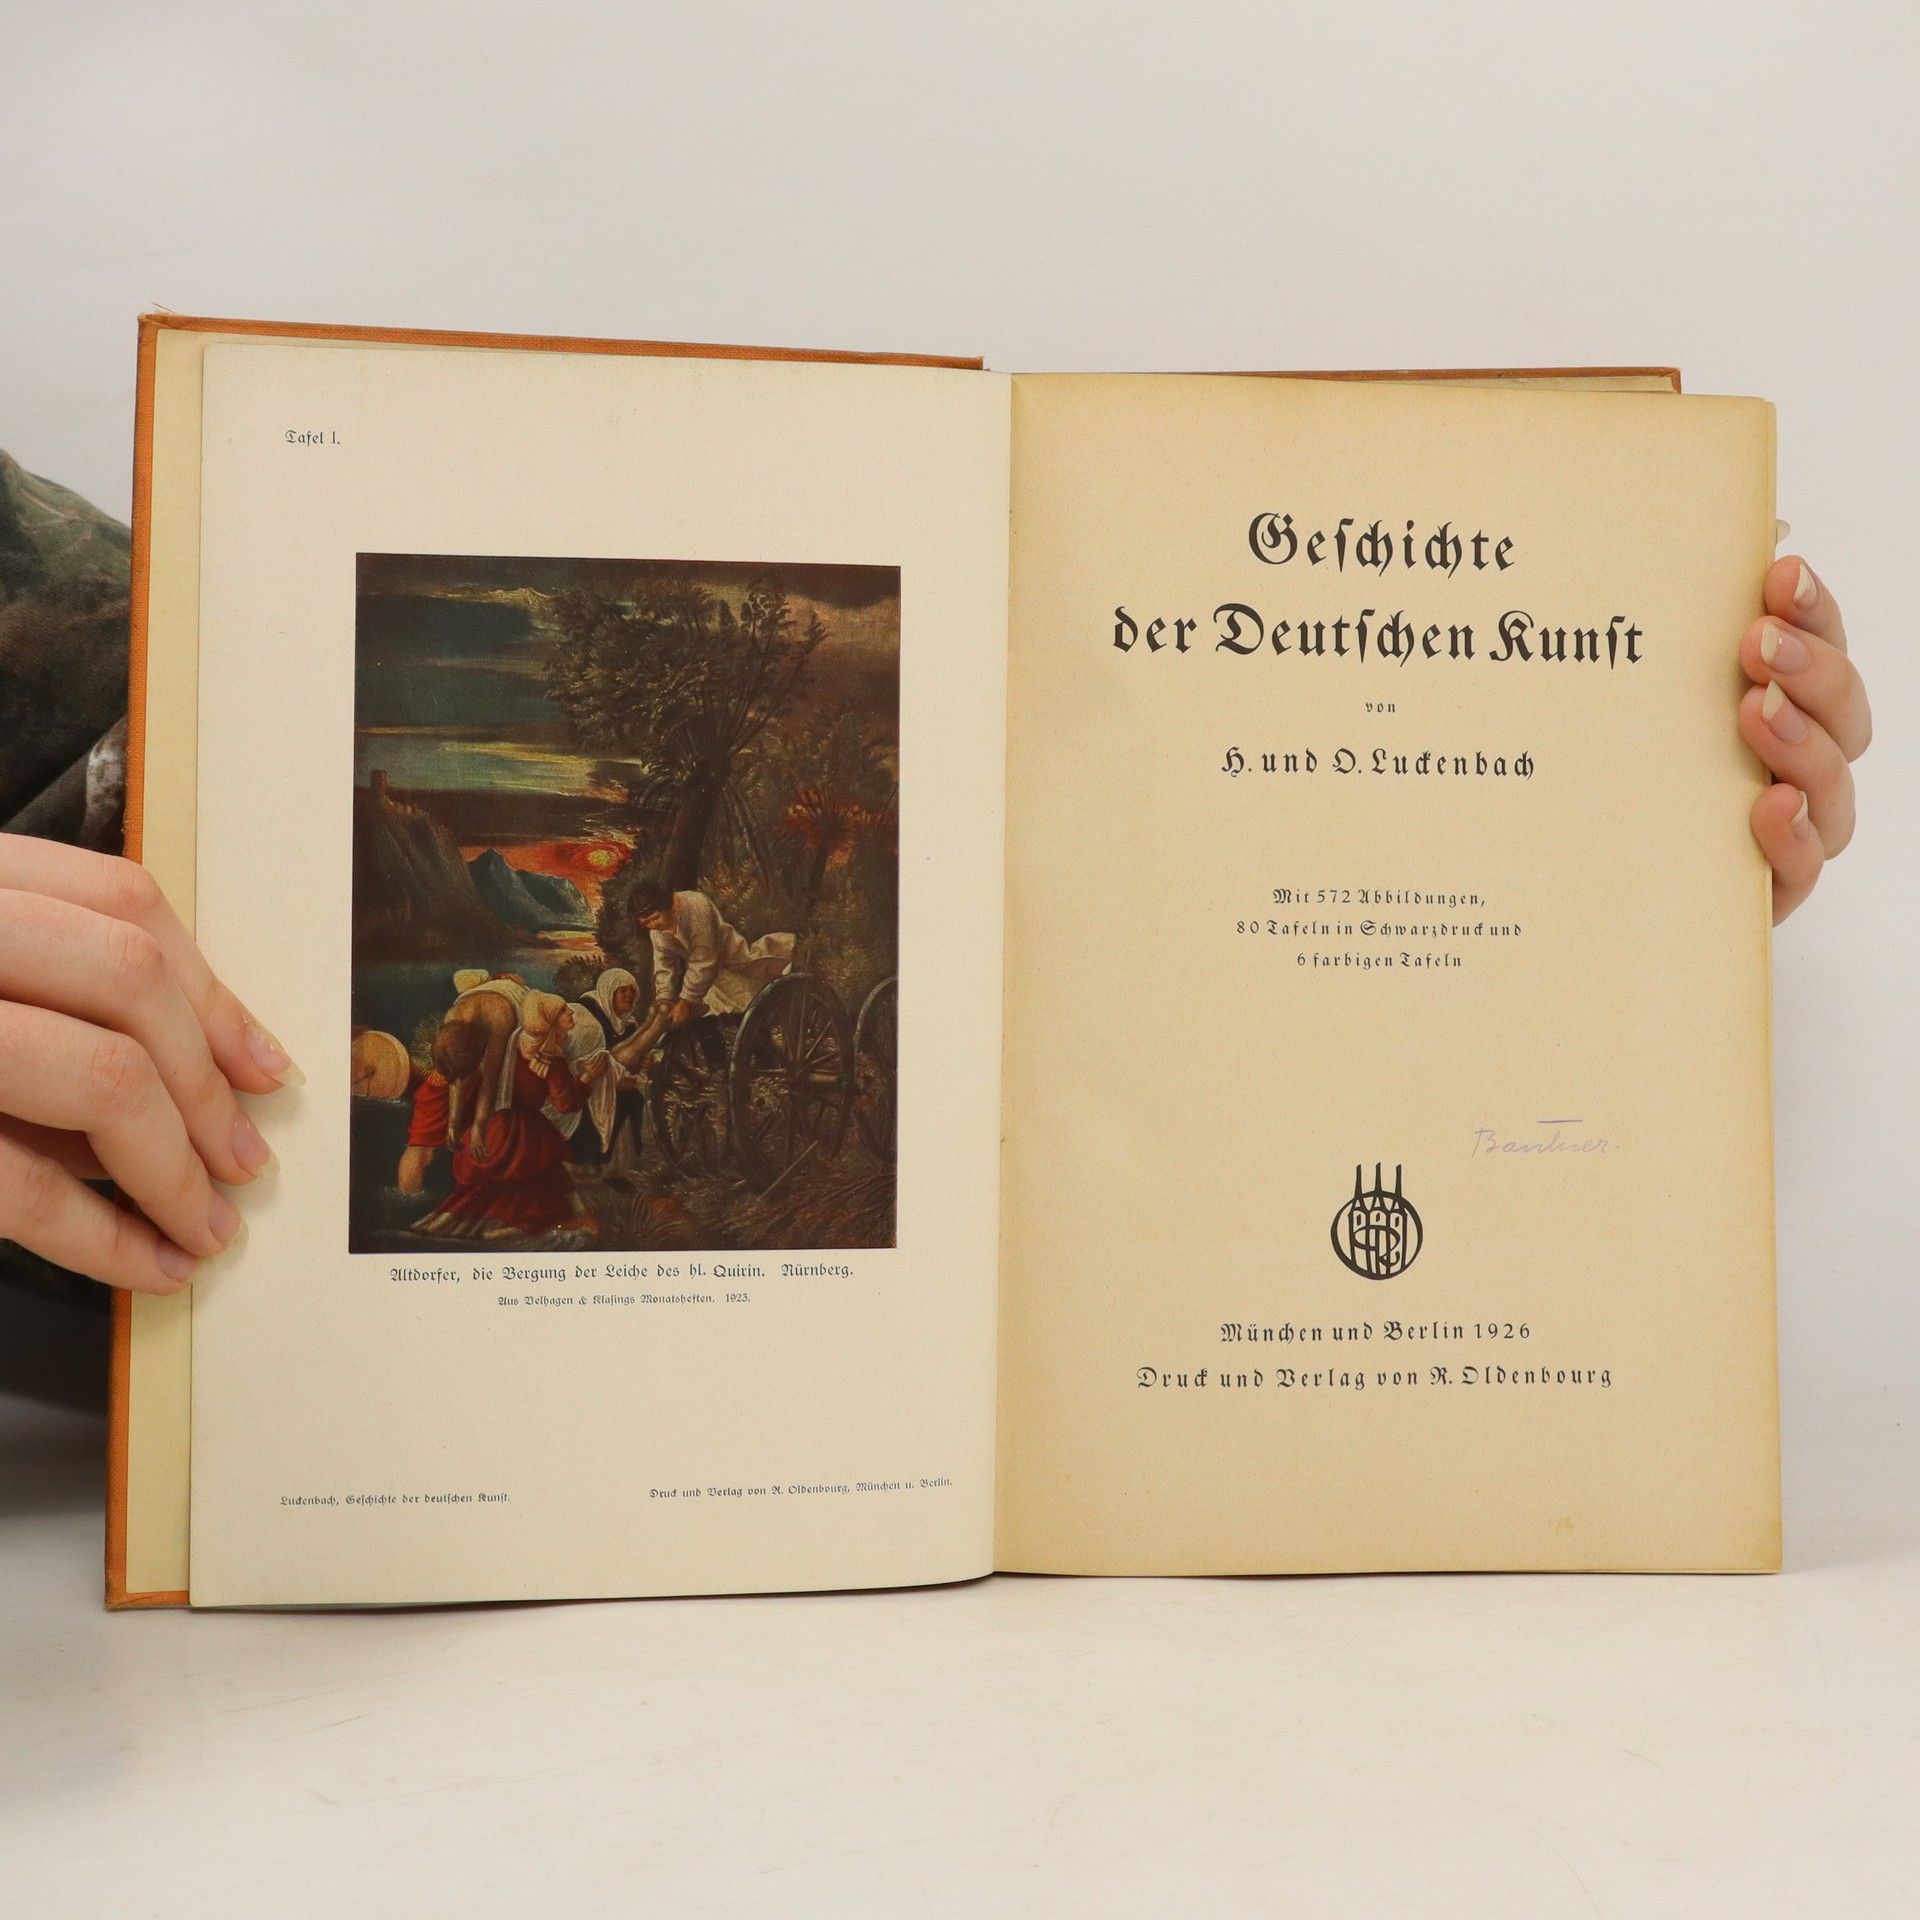 Tafel I.
Altdorfer, die Bergung der Leiche des hl. Quirin. Nürnberg.
Aus Velhagen & Klaſings Monatsheften. 1923.
Luckenbach, Geſchichte der deutſchen Kunſt.
Druck und Verlag von R. Oldenbourg, München u. Berlin.
Geſchichte
der Deutſchen Kunſt
von
H. und O. Luckenbach
Mit 572 Abbildungen,
80 Tafeln in Schwarzdruck und
6 farbigen Tafeln
München und Berlin 1926
Druck und Verlag von R. Oldenbourg